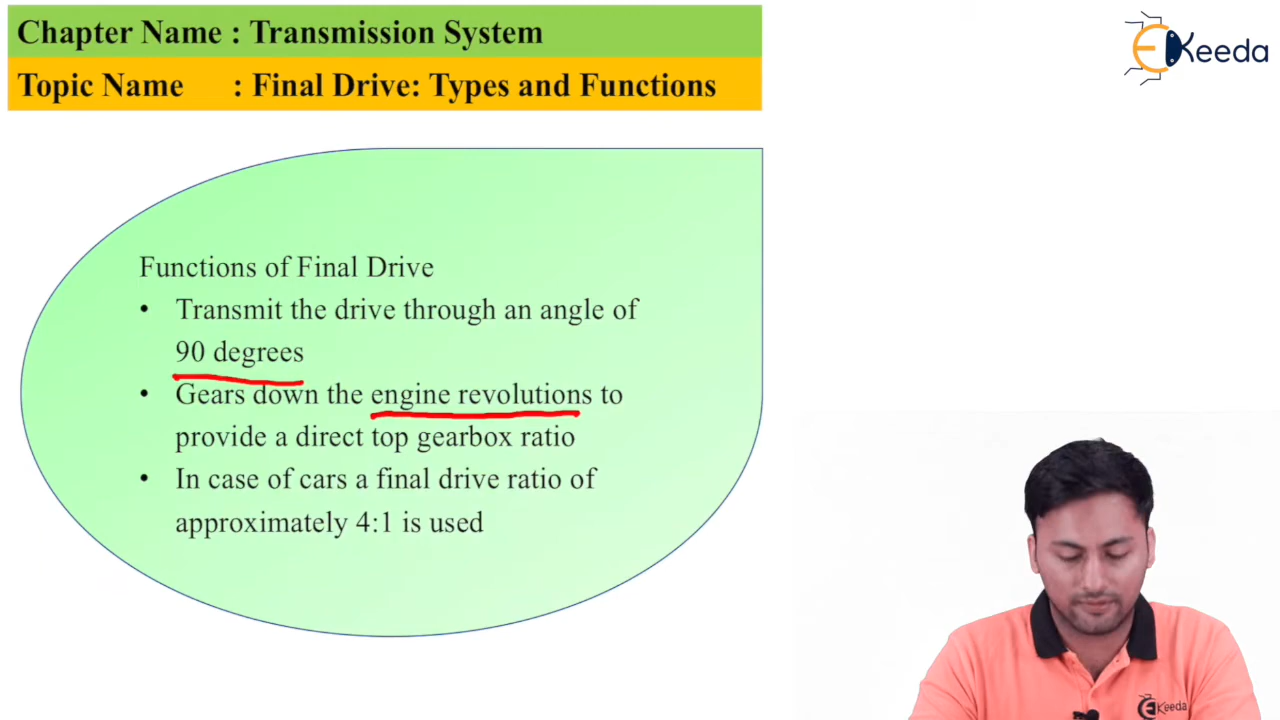 Chapter Name : Transmission System
Topic Name : Final Drive: Types and Functions
EKeeda
Functions of Final Drive
• Transmit the drive through an angle of
90 degrees
• Gears down the engine revolutions to
provide a direct top gearbox ratio
• In case of cars a final drive ratio of
approximately 4:1 is used
EKeeda